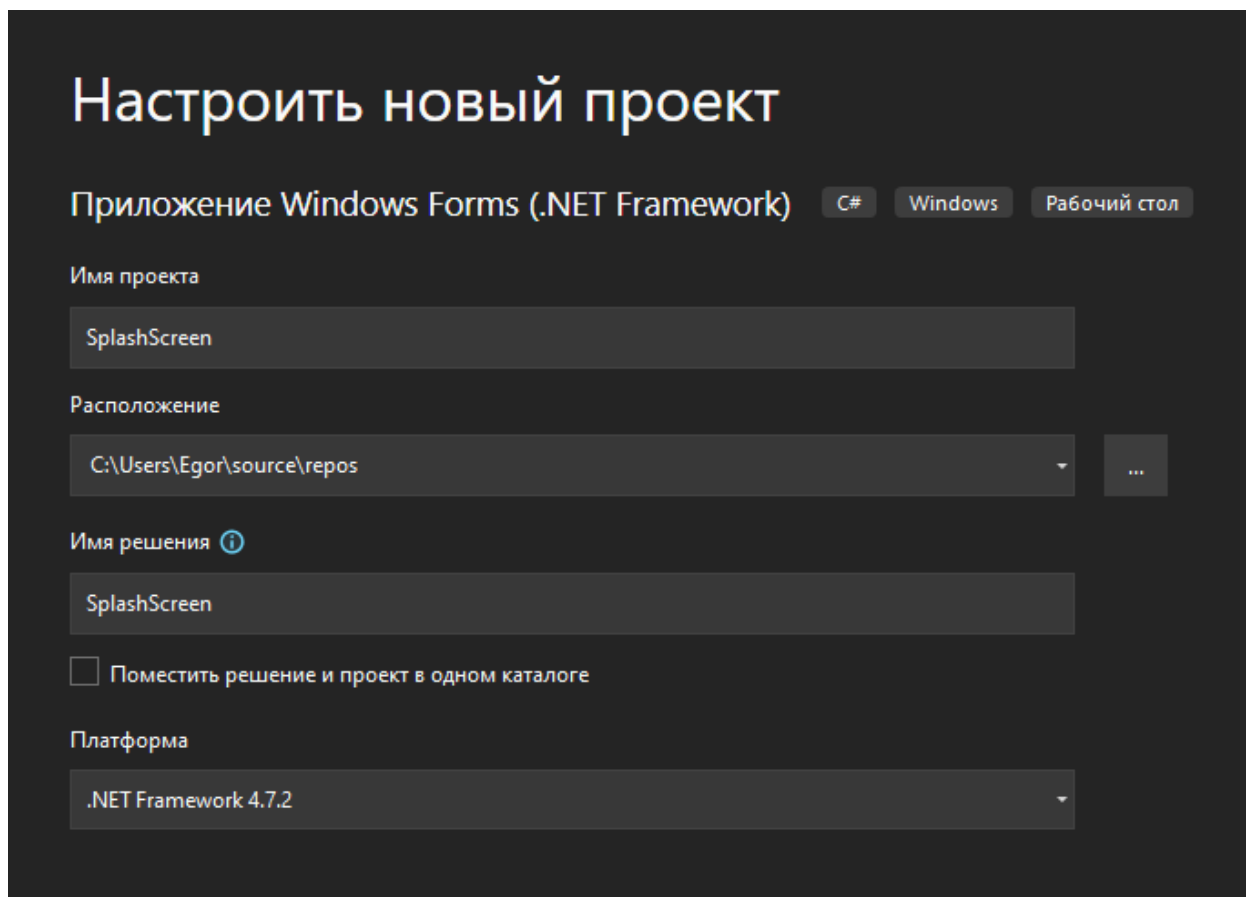 Настроить новый проект
Приложение Windows Forms (.NET Framework) C# Windows Рабочий стол
Имя проекта
SplashScreen
Расположение
C:\Users\Egor\source\repos
...
Имя решения
SplashScreen
Поместить решение и проект в одном каталоге
Платформа
.NET Framework 4.7.2